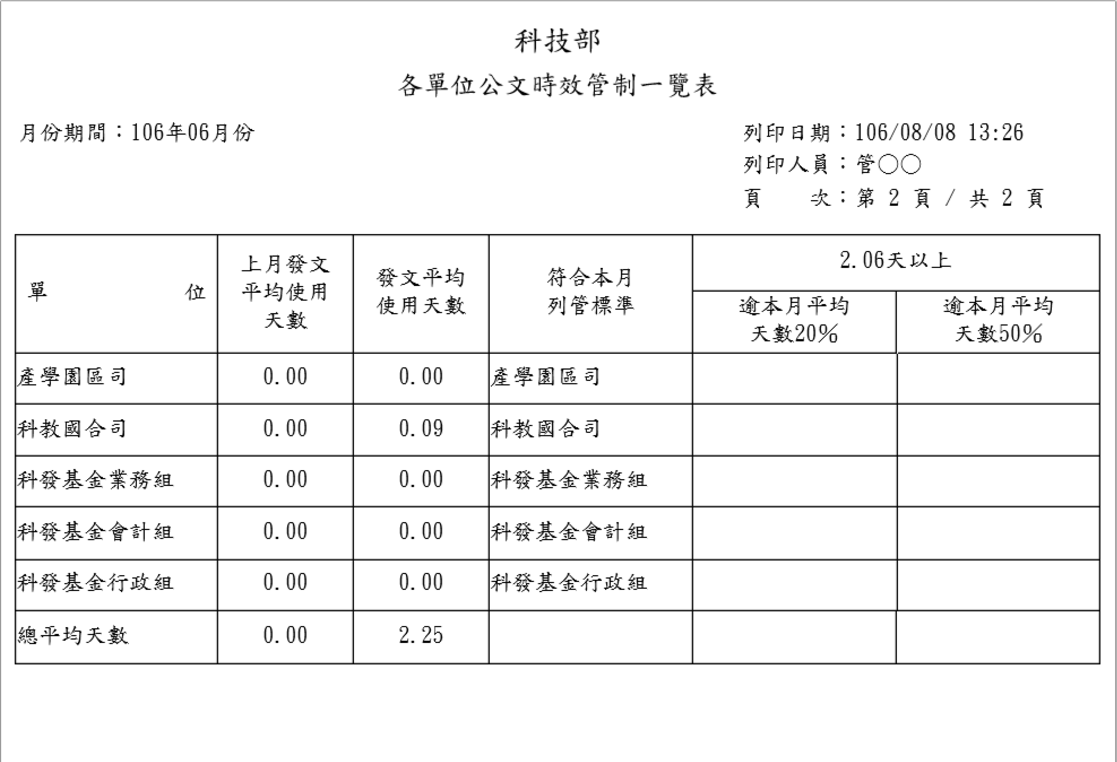 科技部
各單位公文時效管制一覽表
月份期間：106年06月份
列印日期：106/08/08 13:26
列印人員：管○○
頁　　次：第 2 頁 / 共 2 頁
單　　　　　　位
上月發文
平均使用
天數
發文平均
使用天數
符合本月
列管標準
2.06天以上
逾本月平均
天數20%
逾本月平均
天數50%
產學園區司 0.00 0.00 產學園區司
科教國合司 0.00 0.09 科教國合司
科發基金業務組 0.00 0.00 科發基金業務組
科發基金會計組 0.00 0.00 科發基金會計組
科發基金行政組 0.00 0.00 科發基金行政組
總平均天數 0.00 2.25